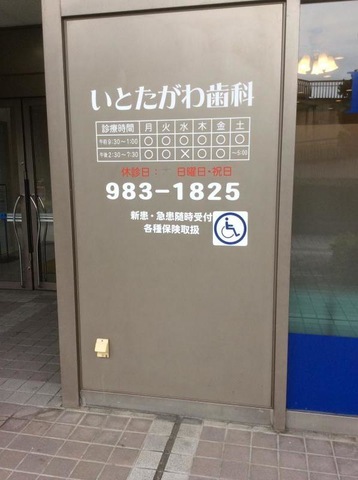 いとたがわ歯科
診療時間 月 火 水 木 金 土
午前9:30~1:00 ○ ○ ○ ○ ○ ○
午後2:30~7:30 ○ ○ × ○ ○ ~5:00
休診日: 日曜日・祝日
983-1825
新患・急患随時受付
各種保険取扱